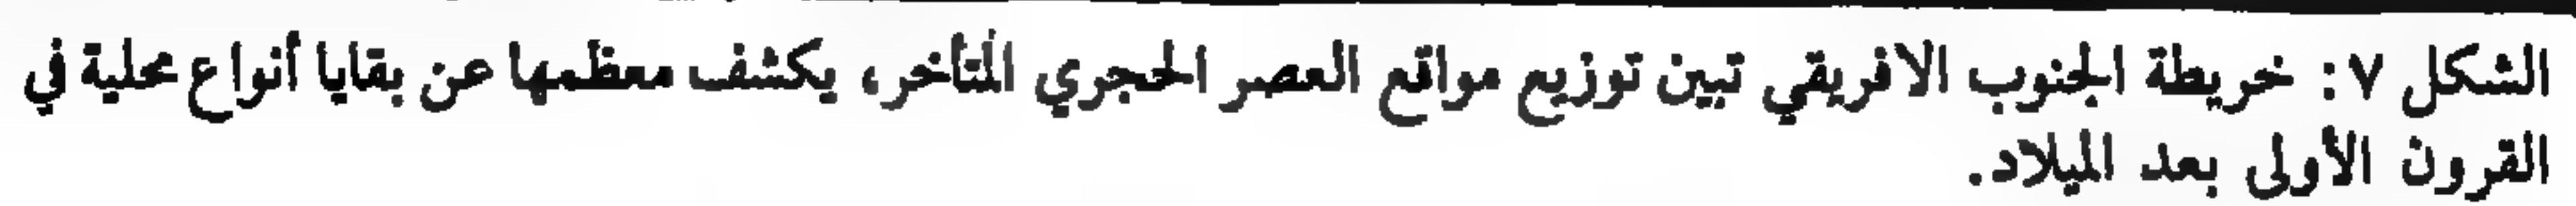 الشكل ٧: خريطة الجنوب الافريقي تبين توزيع مواقع العصر الحجري المتأخر، يكشف معظمها عن بقايا أنواع محلية في
القرون الأولى بعد الميلاد.